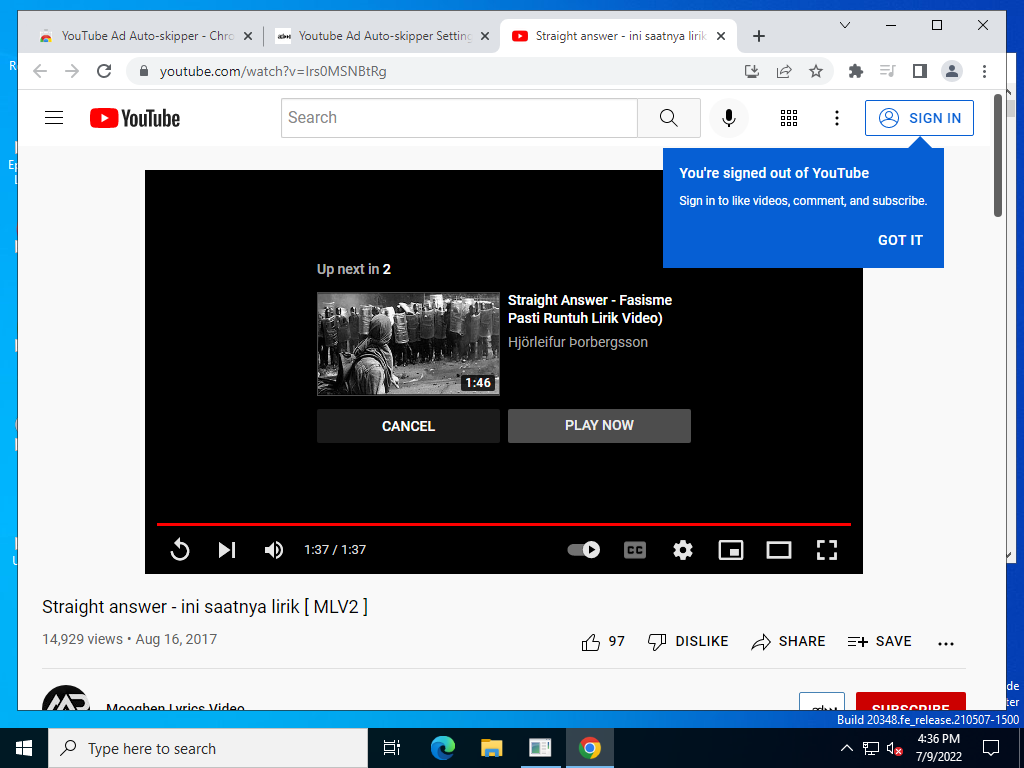 YouTube Ad Auto-skipper - Chro
Youtube Ad Auto-skipper Setting
Straight answer - ini saatnya lirik
youtube.com/watch?v=Irs0MSNBtRg
YouTube
Search
SIGN IN
You're signed out of YouTube
Sign in to like videos, comment, and subscribe.
GOT IT
Up next in 2
Straight Answer - Fasisme
Pasti Runtuh Lirik Video)
Hjörleifur Þorbergsson
1:46
CANCEL
PLAY NOW
1:37 / 1:37
CC
Straight answer - ini saatnya lirik [ MLV2 ]
14,929 views • Aug 16, 2017
97
DISLIKE
SHARE
SAVE
Mooghen Lyrics Video
SUBSCRIBE
Build 20348.fe_release.210507-1500
Type here to search
4:36 PM
7/9/2022